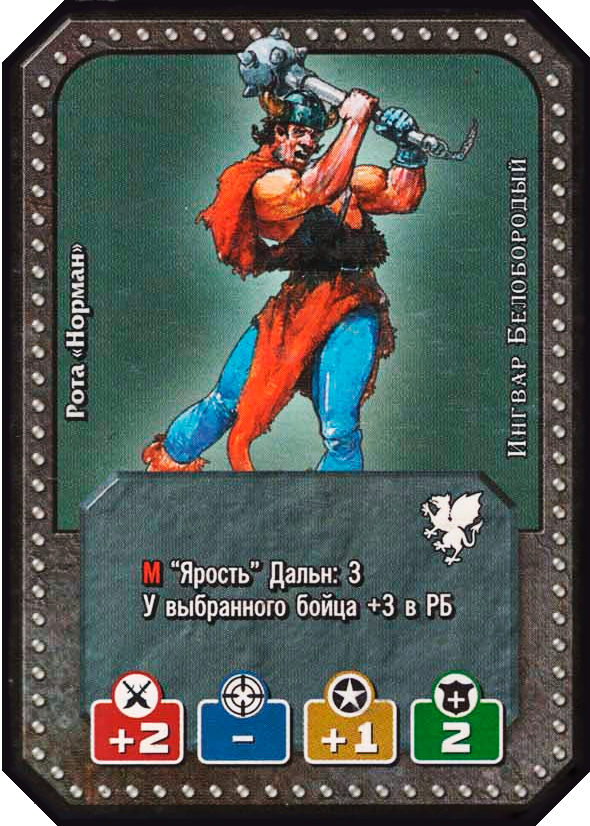 Рота «Норман»
Ингвар Белобородый
М "Ярость" Дальн: 3
У выбранного бойца +3 в РБ
+2 - +1 2